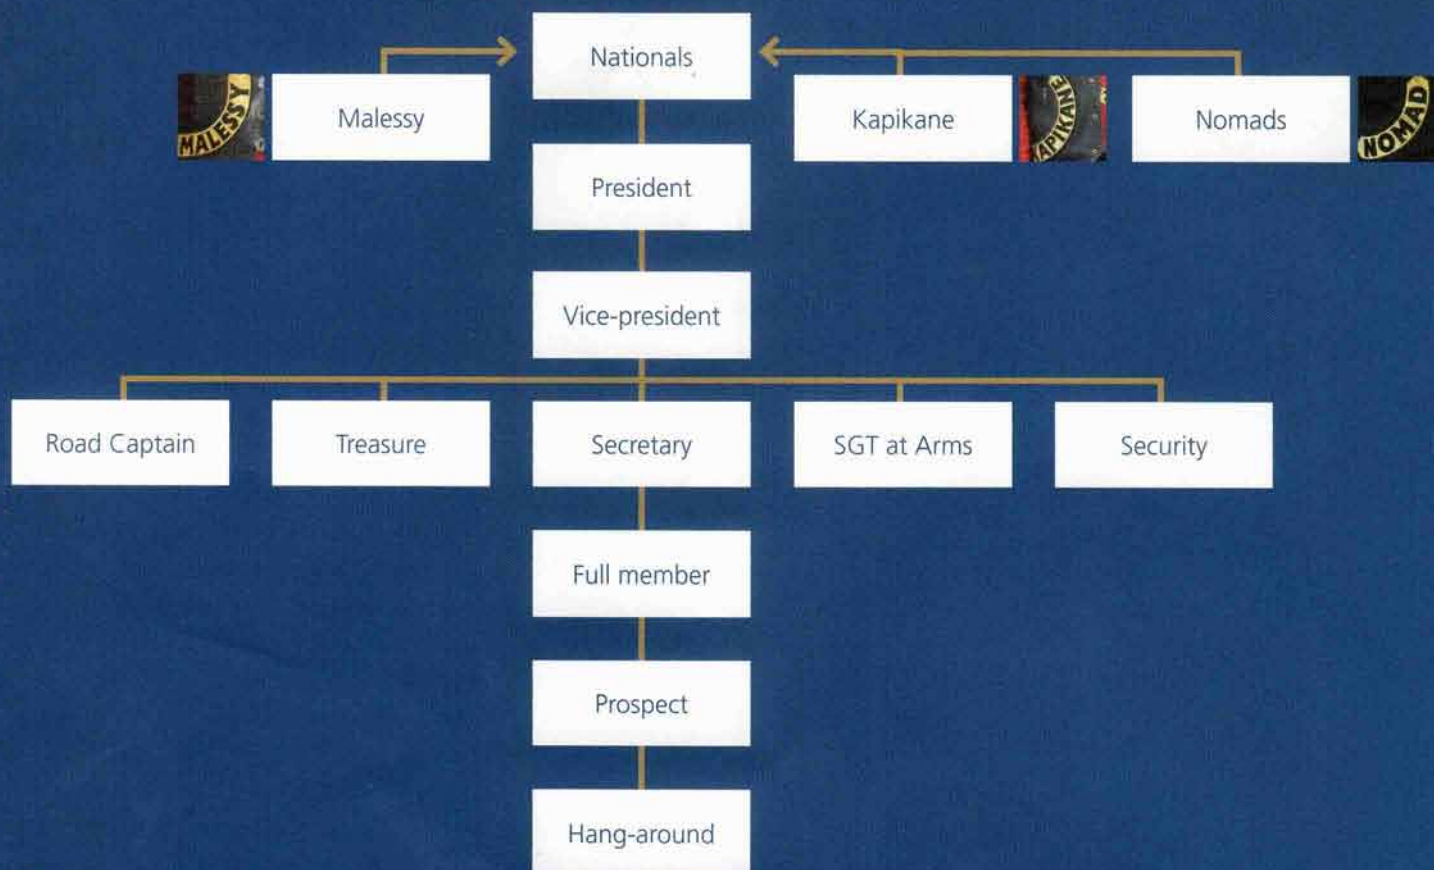 Nationals
MALESSY
Malessy
Kapikane
APIKANE
Nomads
NOMAD
President
Vice-president
Road Captain
Treasure
Secretary
SGT at Arms
Security
Full member
Prospect
Hang-around